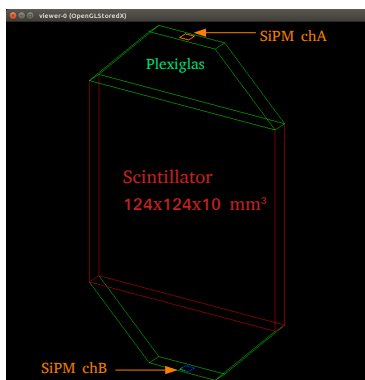 viewer-0 (OpenGLStoredX)
SiPM chA
Plexiglas
Scintillator
124x124x10 mm³
SiPM chB